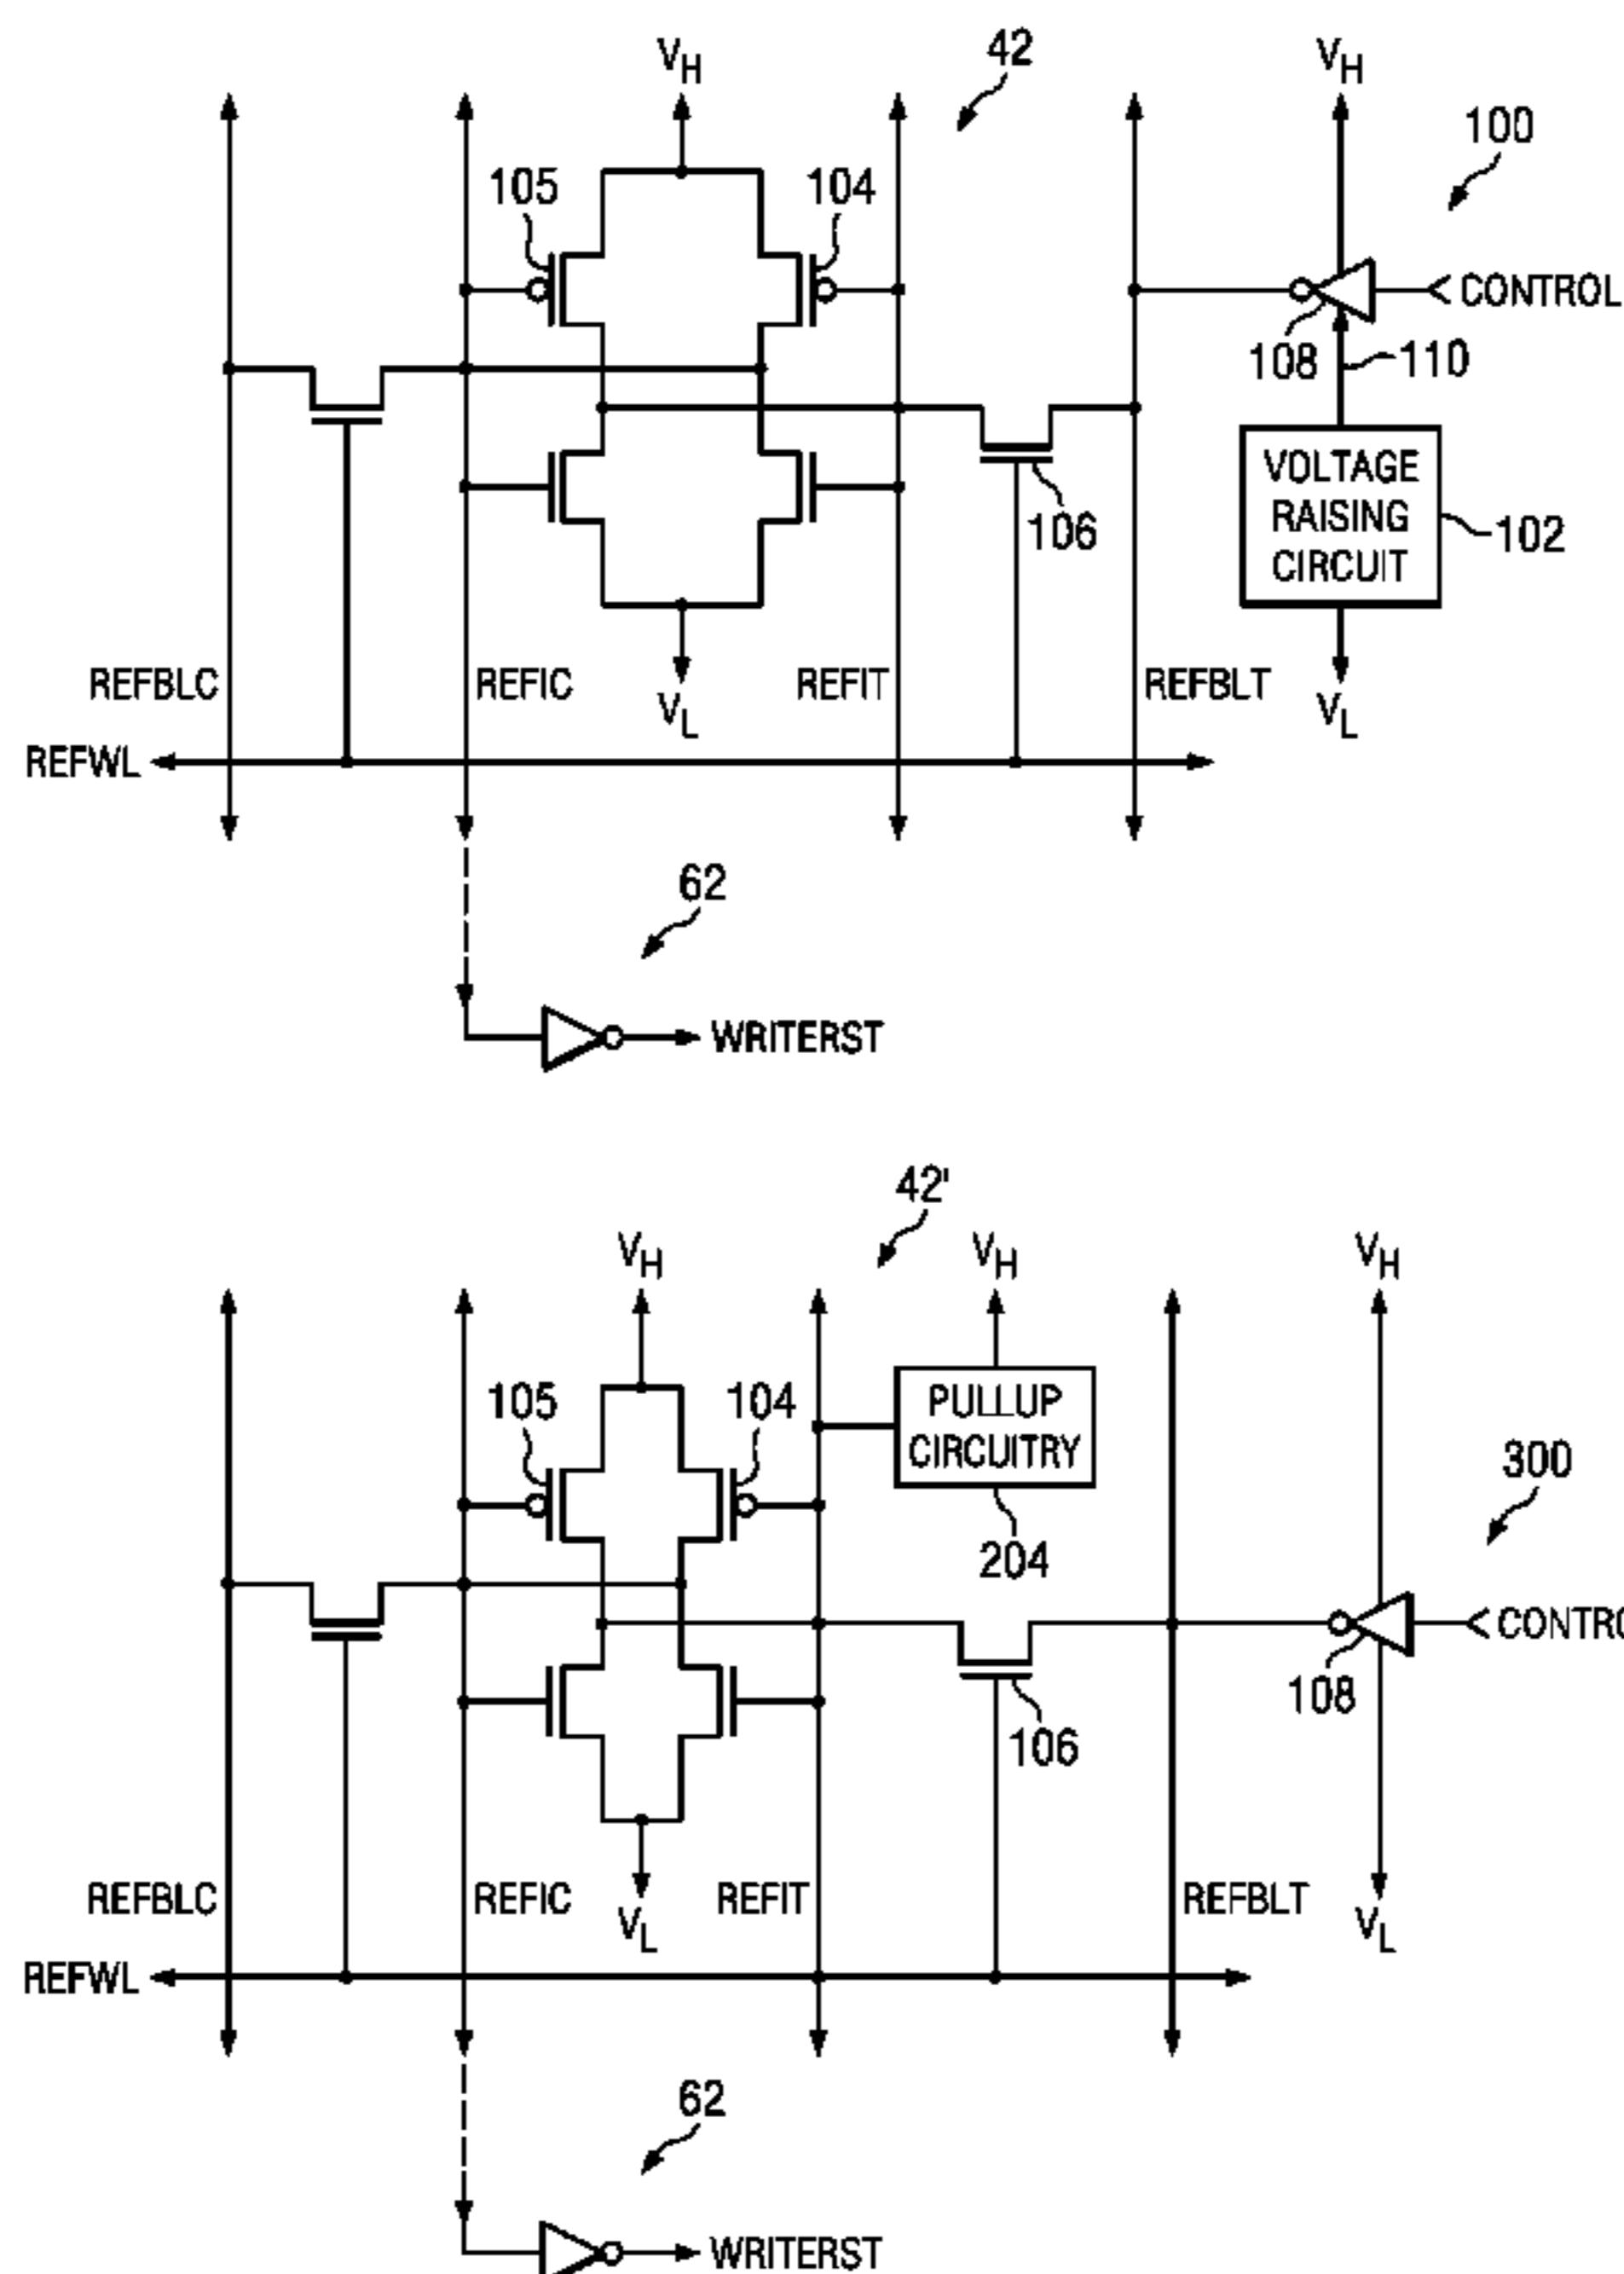 VH
42
VH
100
105
104
CONTROL
108
110
VOLTAGE
RAISING
CIRCUIT
106
102
REFBLC
REFIC
VL
REFIT
REFBLT
VL
REFWL
62
WRITERST
42'
VH
VH
VH
105
104
PULLUP
CIRCUITRY
300
204
CONTRO
108
106
REFBLC
REFIC
VL
REFIT
REFBLT
VL
REFWL
62
WRITERST